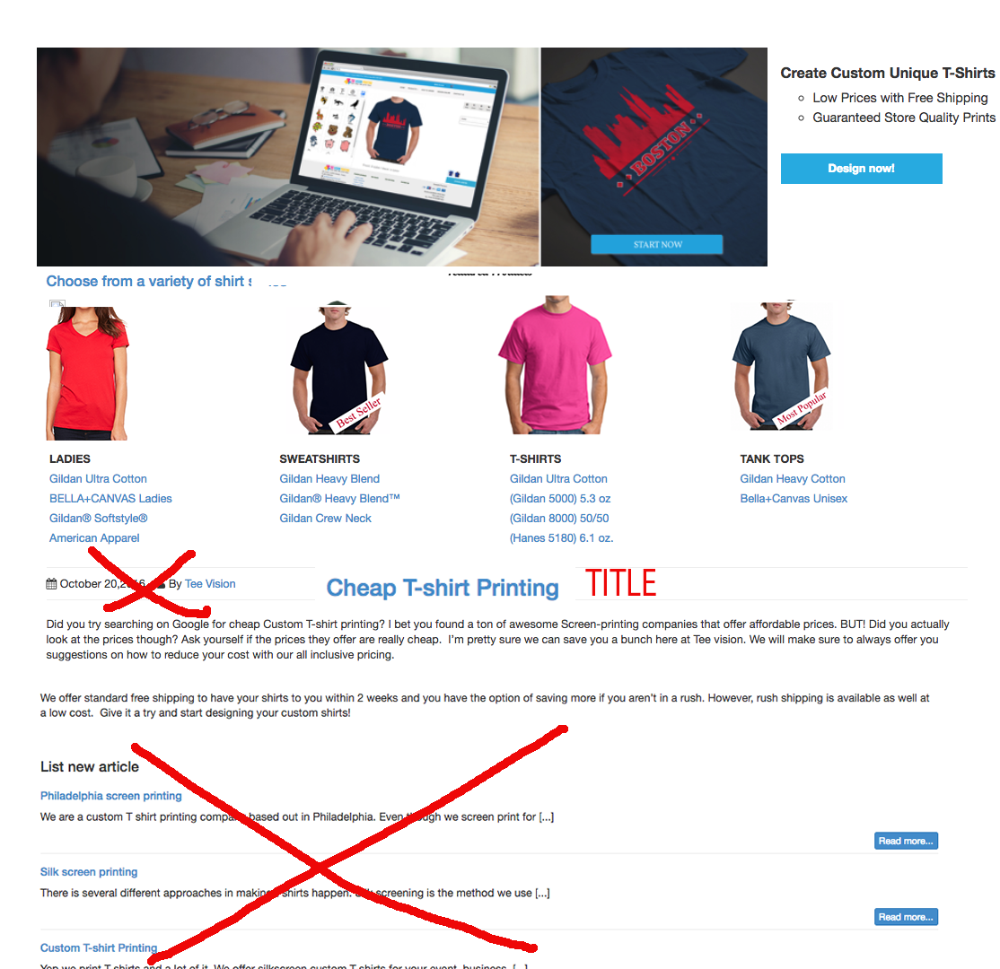 Create Custom Unique T-Shirts
Low Prices with Free Shipping
Guaranteed Store Quality Prints
Design now!
BOSTON
START NOW
Choose from a variety of shirt
Featured Products
Best Seller
Most Popular
LADIES
Gildan Ultra Cotton
BELLA+CANVAS Ladies
Gildan® Softstyle®
American Apparel
SWEATSHIRTS
Gildan Heavy Blend
Gildan® Heavy Blend™
Gildan Crew Neck
T-SHIRTS
Gildan Ultra Cotton
(Gildan 5000) 5.3 oz
(Gildan 8000) 50/50
(Hanes 5180) 6.1 oz.
TANK TOPS
Gildan Heavy Cotton
Bella+Canvas Unisex
October 20,2016 By Tee Vision
Cheap T-shirt Printing
TITLE
Did you try searching on Google for cheap Custom T-shirt printing? I bet you found a ton of awesome Screen-printing companies that offer affordable prices. BUT! Did you actually
look at the prices though? Ask yourself if the prices they offer are really cheap.  I'm pretty sure we can save you a bunch here at Tee vision. We will make sure to always offer you
suggestions on how to reduce your cost with our all inclusive pricing.
We offer standard free shipping to have your shirts to you within 2 weeks and you have the option of saving more if you aren't in a rush. However, rush shipping is available as well at
a low cost.  Give it a try and start designing your custom shirts!
List new article
Philadelphia screen printing
We are a custom T shirt printing company based out in Philadelphia. Even though we screen print for [...]
Read more...
Silk screen printing
There is several different approaches in making shirts happen. Silk screening is the method we use [...]
Read more...
Custom T-shirt Printing
Yep we print T shirts and a lot of it. We offer silkscreen custom T shirts for your event, business, [...]